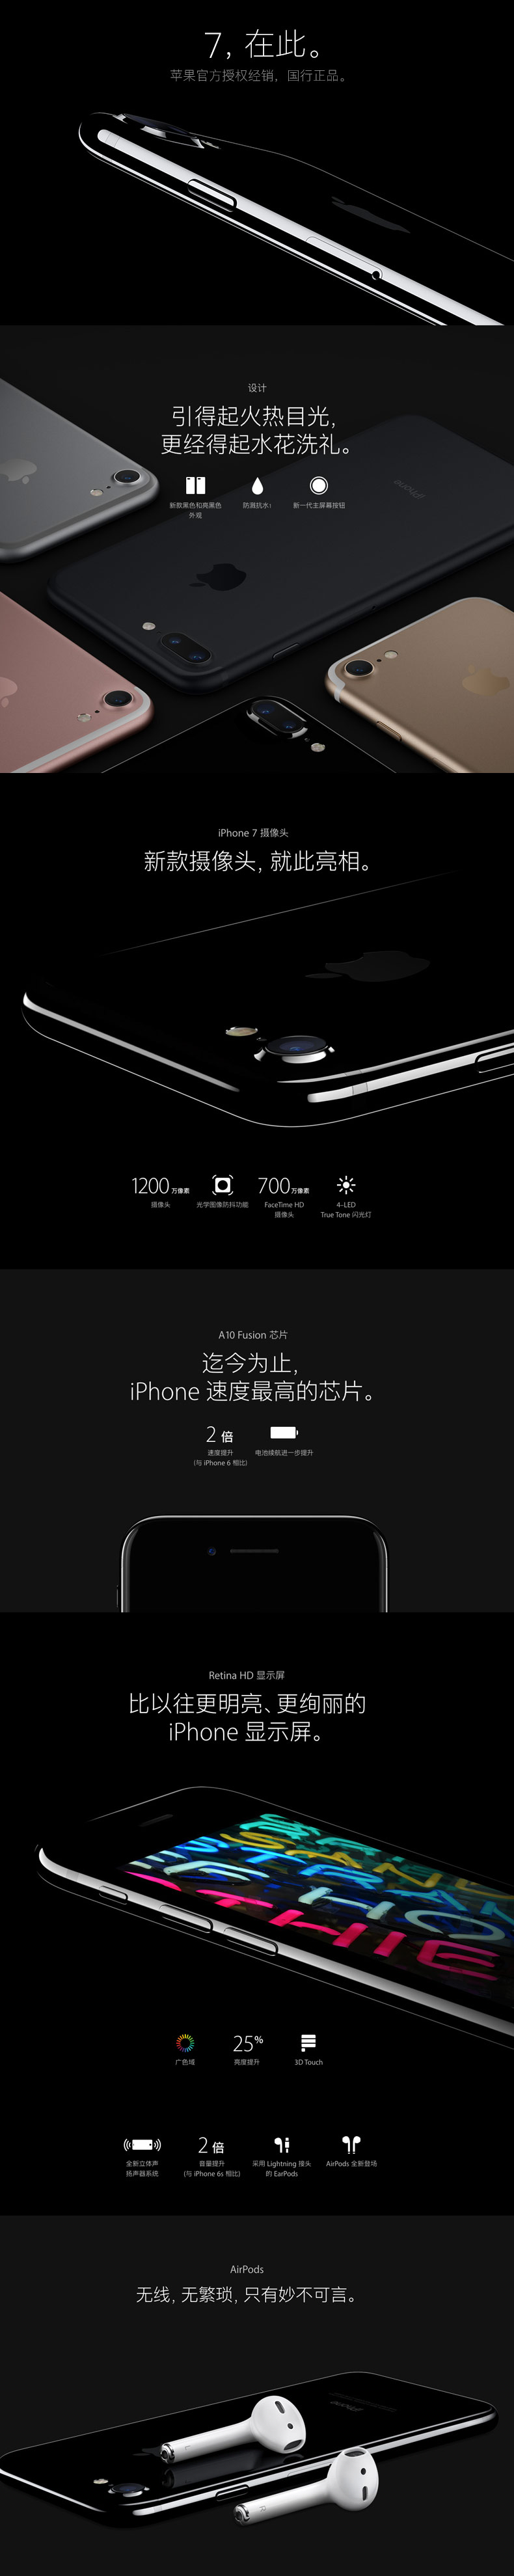 7，在此。
苹果官方授权经销，国行正品。
设计
引得起火热目光，
更经得起水花洗礼。
新款黑色和亮黑色
外观
防溅抗水¹
新一代主屏幕按钮
iPhone
iPhone 7 摄像头
新款摄像头，就此亮相。
1200 万像素
摄像头
光学图像防抖功能
700 万像素
FaceTime HD
摄像头
4-LED
True Tone 闪光灯
A10 Fusion 芯片
迄今为止，
iPhone 速度最高的芯片。
2 倍
速度提升
(与 iPhone 6 相比)
电池续航进一步提升
Retina HD 显示屏
比以往更明亮、更绚丽的
iPhone 显示屏。
广色域
25%
亮度提升
3D Touch
全新立体声
扬声器系统
2 倍
音量提升
(与 iPhone 6s 相比)
采用 Lightning 接头
的 EarPods
AirPods 全新登场
AirPods
无线，无繁琐，只有妙不可言。
iPhone